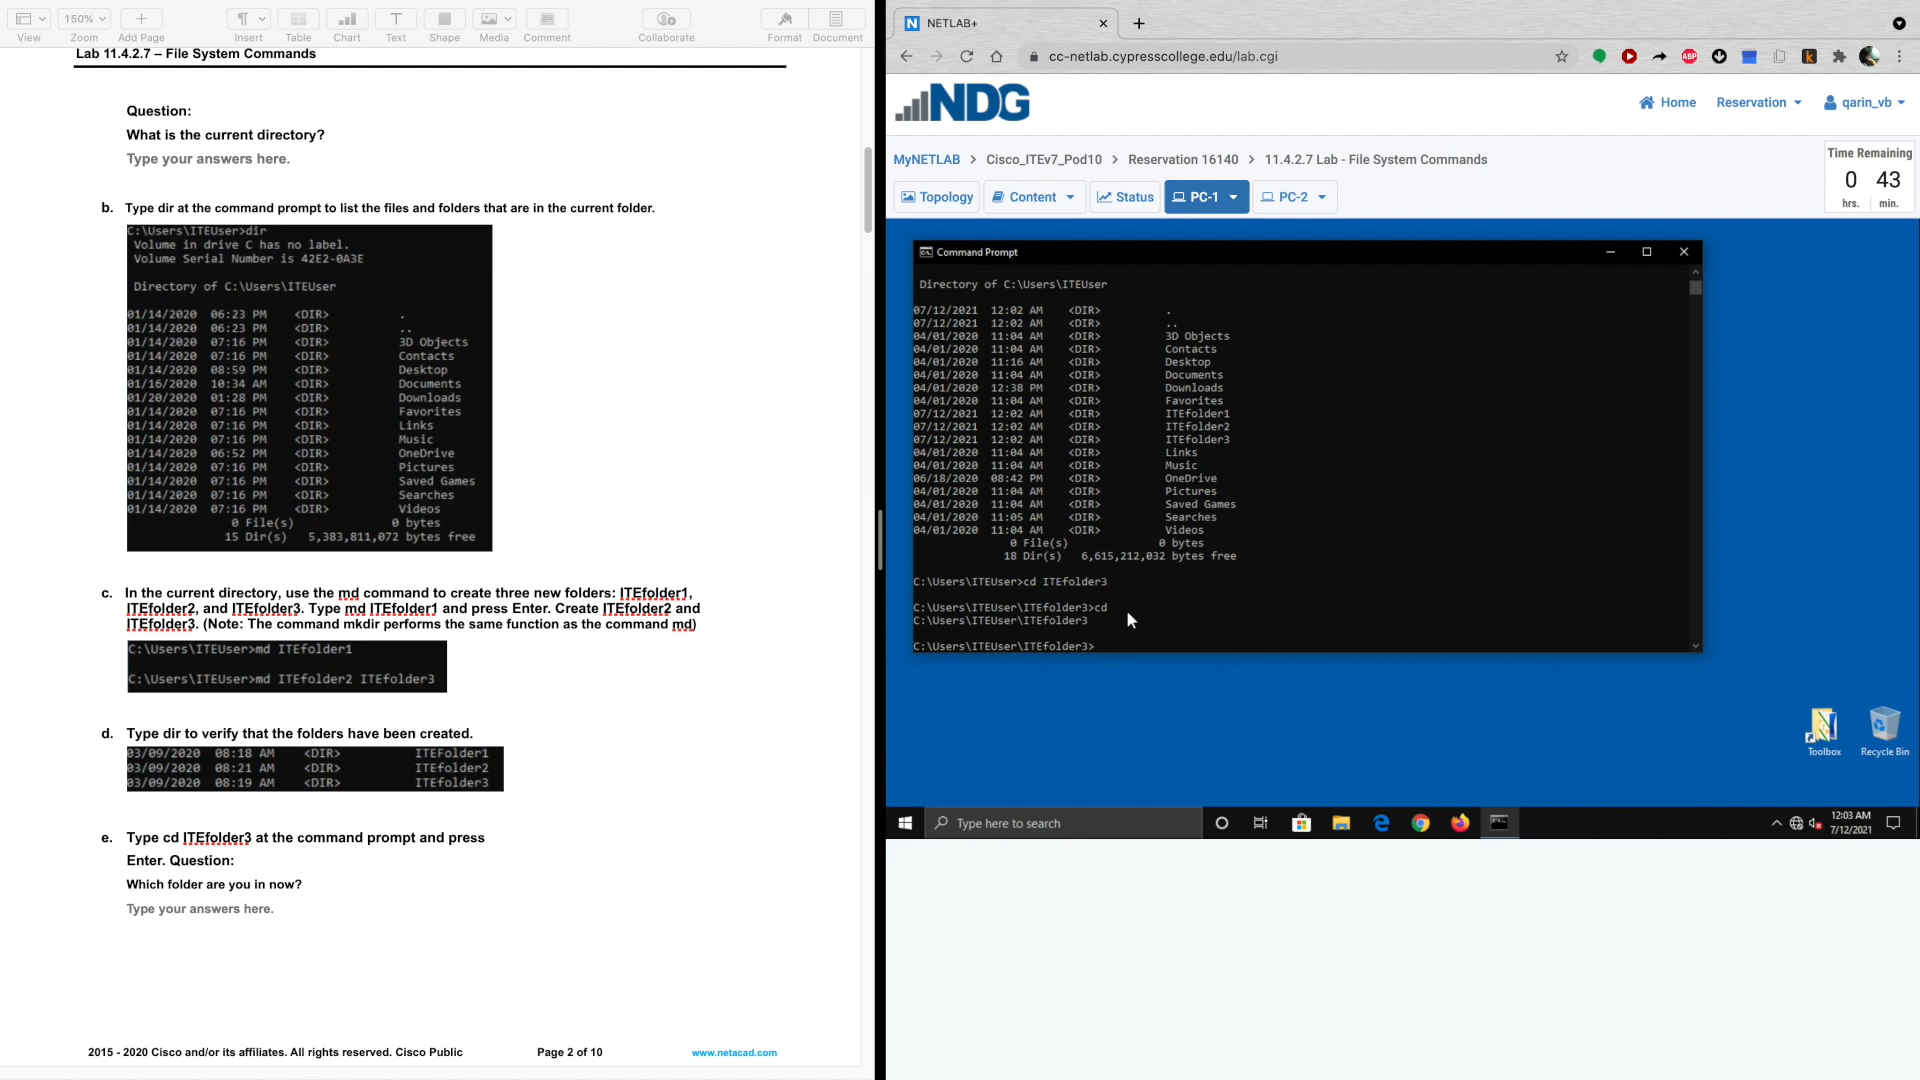 View
150%
Zoom
Add Page
Insert
Table
Chart
Text
Shape
Media
Comment
Collaborate
Format
Document
Lab 11.4.2.7 – File System Commands
Question:
What is the current directory?
Type your answers here.
b. Type dir at the command prompt to list the files and folders that are in the current folder.
C:\Users\ITEUser>dir
Volume in drive C has no label.
Volume Serial Number is 42E2-0A3E
Directory of C:\Users\ITEUser
01/14/2020 06:23 PM <DIR> .
01/14/2020 06:23 PM <DIR> ..
01/14/2020 07:16 PM <DIR> 3D Objects
01/14/2020 07:16 PM <DIR> Contacts
01/14/2020 08:59 PM <DIR> Desktop
01/16/2020 10:34 AM <DIR> Documents
01/20/2020 01:28 PM <DIR> Downloads
01/14/2020 07:16 PM <DIR> Favorites
01/14/2020 07:16 PM <DIR> Links
01/14/2020 07:16 PM <DIR> Music
01/14/2020 06:52 PM <DIR> OneDrive
01/14/2020 07:16 PM <DIR> Pictures
01/14/2020 07:16 PM <DIR> Saved Games
01/14/2020 07:16 PM <DIR> Searches
01/14/2020 07:16 PM <DIR> Videos
0 File(s) 0 bytes
15 Dir(s) 5,383,811,072 bytes free
c. In the current directory, use the md command to create three new folders: ITEfolder1,
ITEfolder2, and ITEfolder3. Type md ITEfolder1 and press Enter. Create ITEfolder2 and
ITEfolder3. (Note: The command mkdir performs the same function as the command md)
C:\Users\ITEUser>md ITEfolder1
C:\Users\ITEUser>md ITEfolder2 ITEfolder3
d. Type dir to verify that the folders have been created.
03/09/2020 08:18 AM <DIR> ITEFolder1
03/09/2020 08:21 AM <DIR> ITEFolder2
03/09/2020 08:19 AM <DIR> ITEFolder3
e. Type cd ITEfolder3 at the command prompt and press
Enter. Question:
Which folder are you in now?
Type your answers here.
2015 - 2020 Cisco and/or its affiliates. All rights reserved. Cisco Public Page 2 of 10 www.netacad.com
N NETLAB+
cc-netlab.cypresscollege.edu/lab.cgi
ABP
k
NDG
Home
Reservation
qarin_vb
MyNETLAB > Cisco_ITEv7_Pod10 > Reservation 16140 > 11.4.2.7 Lab - File System Commands
Time Remaining
0 43
hrs. min.
Topology
Content
Status
PC-1
PC-2
Command Prompt
Directory of C:\Users\ITEUser
07/12/2021 12:02 AM <DIR> .
07/12/2021 12:02 AM <DIR> ..
04/01/2020 11:04 AM <DIR> 3D Objects
04/01/2020 11:04 AM <DIR> Contacts
04/01/2020 11:16 AM <DIR> Desktop
04/01/2020 11:04 AM <DIR> Documents
04/01/2020 12:38 PM <DIR> Downloads
04/01/2020 11:04 AM <DIR> Favorites
07/12/2021 12:02 AM <DIR> ITEfolder1
07/12/2021 12:02 AM <DIR> ITEfolder2
07/12/2021 12:02 AM <DIR> ITEfolder3
04/01/2020 11:04 AM <DIR> Links
04/01/2020 11:04 AM <DIR> Music
06/18/2020 08:42 PM <DIR> OneDrive
04/01/2020 11:04 AM <DIR> Pictures
04/01/2020 11:04 AM <DIR> Saved Games
04/01/2020 11:05 AM <DIR> Searches
04/01/2020 11:04 AM <DIR> Videos
0 File(s) 0 bytes
18 Dir(s) 6,615,212,032 bytes free
C:\Users\ITEUser>cd ITEfolder3
C:\Users\ITEUser\ITEfolder3>cd
C:\Users\ITEUser\ITEfolder3
C:\Users\ITEUser\ITEfolder3>
Toolbox
Recycle Bin
Type here to search
12:03 AM
7/12/2021